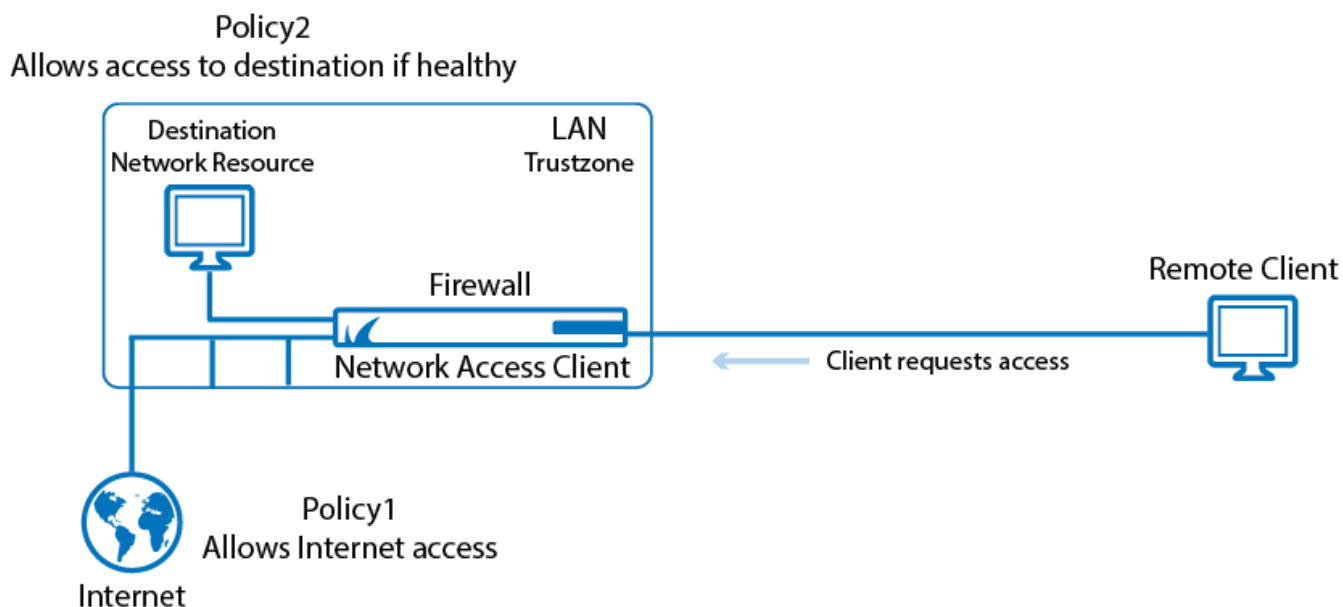 Policy2
Allows access to destination if healthy
Destination
Network Resource
LAN
Trustzone
Firewall
Network Access Client
Remote Client
Client requests access
Policy1
Allows Internet access
Internet